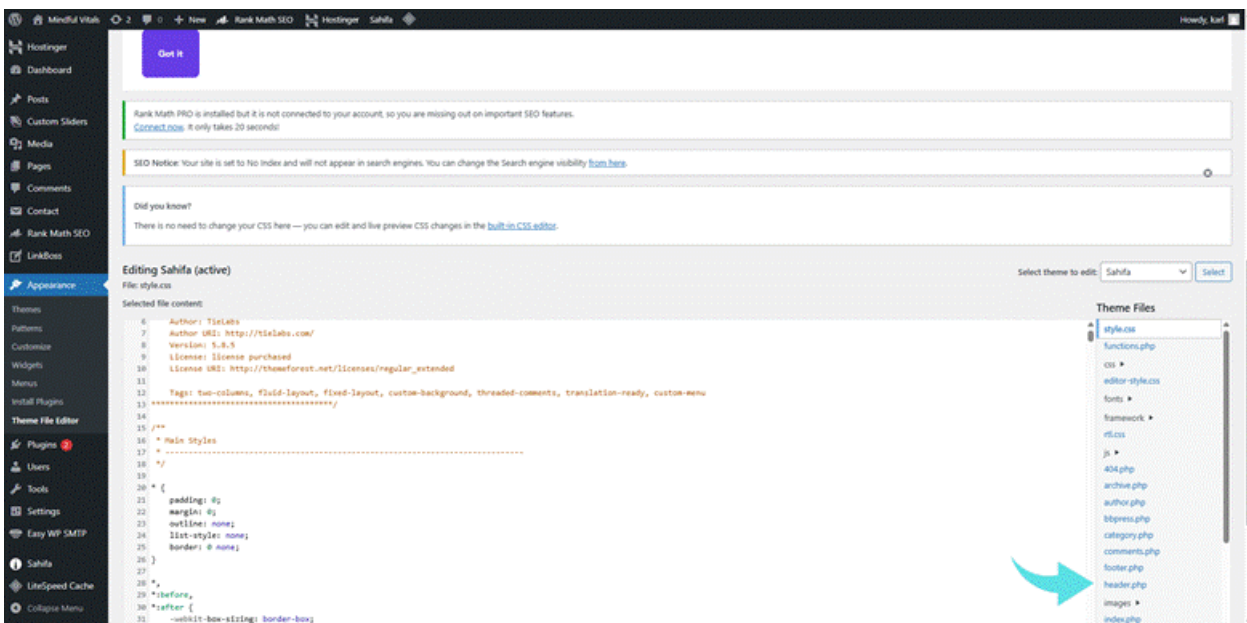 Mindful Vitals 2 0 New Rank Math SEO Hostinger Sahifa Howdy, karl
Hostinger
Dashboard
Posts
Custom Sliders
Media
Pages
Comments
Contact
Rank Math SEO
LinkBoss
Appearance
Themes
Patterns
Customize
Widgets
Menus
Install Plugins
Theme File Editor
Plugins 2
Users
Tools
Settings
Easy WP SMTP
Sahifa
LiteSpeed Cache
Collapse Menu
Got it
Rank Math PRO is installed but it is not connected to your account, so you are missing out on important SEO features.
Connect now. It only takes 20 seconds!
SEO Notice: Your site is set to No Index and will not appear in search engines. You can change the Search engine visibility from here.
Did you know?
There is no need to change your CSS here — you can edit and live preview CSS changes in the built-in CSS editor.
Editing Sahifa (active)
File: style.css
Select theme to edit: Sahifa Select
Selected file content:
6 Author: TieLabs
7 Author URI: http://tielabs.com/
8 Version: 5.8.5
9 License: license purchased
10 License URI: http://themeforest.net/licenses/regular_extended
11
12 Tags: two-columns, fluid-layout, fixed-layout, custom-background, threaded-comments, translation-ready, custom-menu
13 ***************************************/
14
15 /**
16 * Main Styles
17 * -----------------------------------------------------------------------------
18 */
19
20 * {
21 padding: 0;
22 margin: 0;
23 outline: none;
24 list-style: none;
25 border: 0 none;
26 }
27
28 *,
29 *:before,
30 *:after {
31 -webkit-box-sizing: border-box;
Theme Files
style.css
functions.php
css
editor-style.css
fonts
framework
rtl.css
js
404.php
archive.php
author.php
bbpress.php
category.php
comments.php
footer.php
header.php
images
index.php